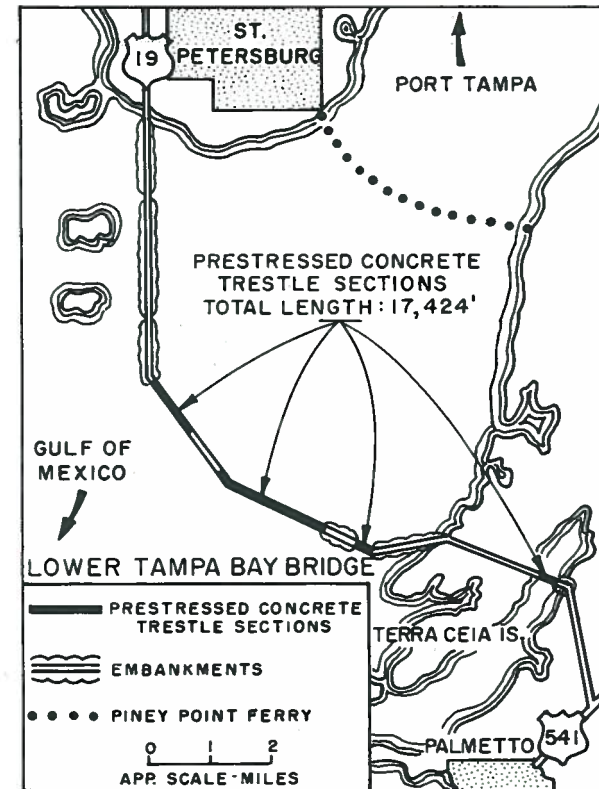 19
ST.
PETERSBURG
PORT TAMPA
PRESTRESSED CONCRETE
TRESTLE SECTIONS
TOTAL LENGTH: 17,424'
GULF OF
MEXICO
LOWER TAMPA BAY BRIDGE
PRESTRESSED CONCRETE
TRESTLE SECTIONS
EMBANKMENTS
PINEY POINT FERRY
0 1 2
APP. SCALE-MILES
TERRA CEIA IS.
PALMETTO
541